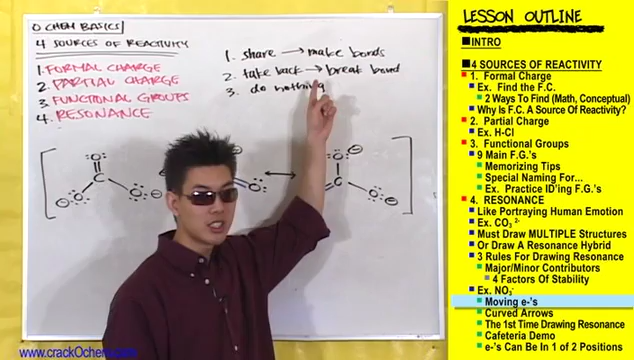 O CHEM BASICS
4 SOURCES OF REACTIVITY
1. FORMAL CHARGE
2. PARTIAL CHARGE
3. FUNCTIONAL GROUPS
4. RESONANCE
1. share → make bonds
2. take back → break bond
3. do nothing
O
C
O
O
O
O
C
O
www.crackOchem.com
LESSON OUTLINE
INTRO
4 SOURCES OF REACTIVITY
1. Formal Charge
Ex. Find the F.C.
2 Ways To Find (Math, Conceptual)
Why Is F.C. A Source Of Reactivity?
2. Partial Charge
Ex. H-Cl
3. Functional Groups
9 Main F.G.'s
Memorizing Tips
Special Naming For...
Ex. Practice ID'ing F.G.'s
4. RESONANCE
Like Portraying Human Emotion
Ex. CO₃ ²⁻
Must Draw MULTIPLE Structures
Or Draw A Resonance Hybrid
3 Rules For Drawing Resonance
Major/Minor Contributors
4 Factors Of Stability
Ex. NO₃⁻
Moving e-'s
Curved Arrows
The 1st Time Drawing Resonance
Cafeteria Demo
e-'s Can Be In 1 of 2 Positions